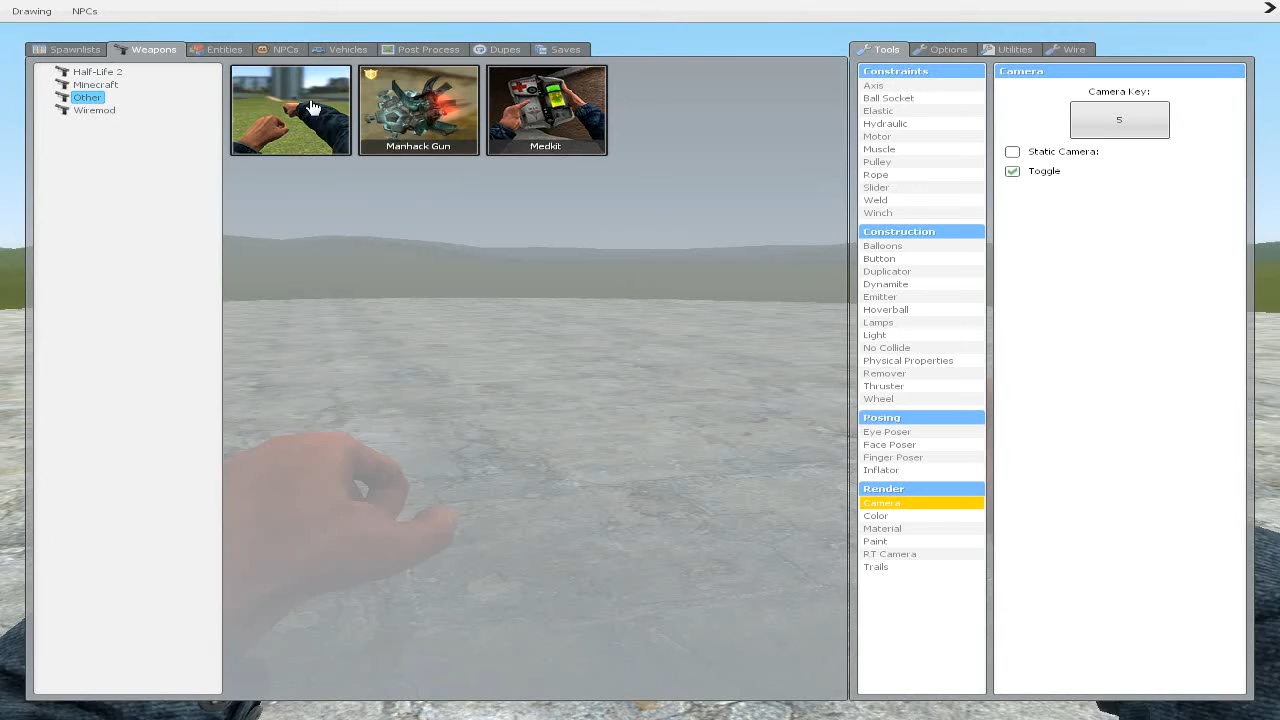 Drawing NPCs
Spawnlists Weapons Entities NPCs Vehicles Post Process Dupes Saves
Half-Life 2
Minecraft
Other
Wiremod
Manhack Gun
Medkit
Tools Options Utilities Wire
Constraints
Axis
Ball Socket
Elastic
Hydraulic
Motor
Muscle
Pulley
Rope
Slider
Weld
Winch
Construction
Balloons
Button
Duplicator
Dynamite
Emitter
Hoverball
Lamps
Light
No Collide
Physical Properties
Remover
Thruster
Wheel
Posing
Eye Poser
Face Poser
Finger Poser
Inflator
Render
Camera
Color
Material
Paint
RT Camera
Trails
Camera
Camera Key:
5
Static Camera:
Toggle